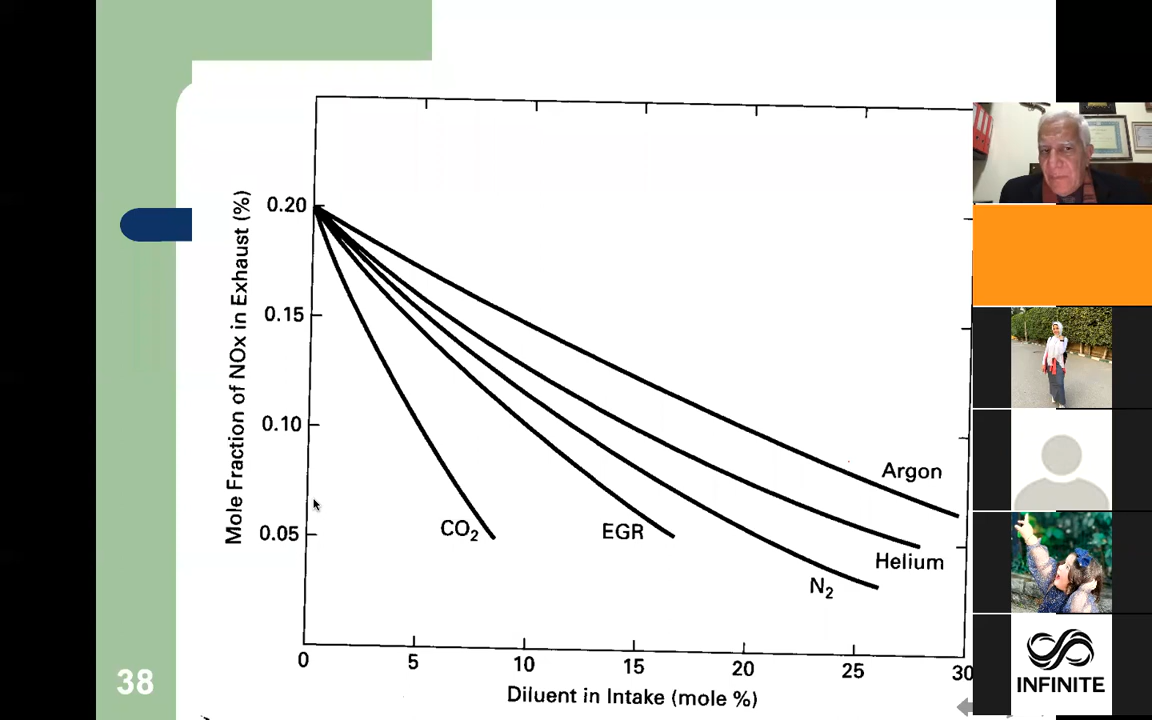 Mole Fraction of NOx in Exhaust (%)
0.20
0.15
0.10
0.05
Argon
Helium
N2
EGR
CO2
0 5 10 15 20 25 30
Diluent in Intake (mole %)
38
INFINITE